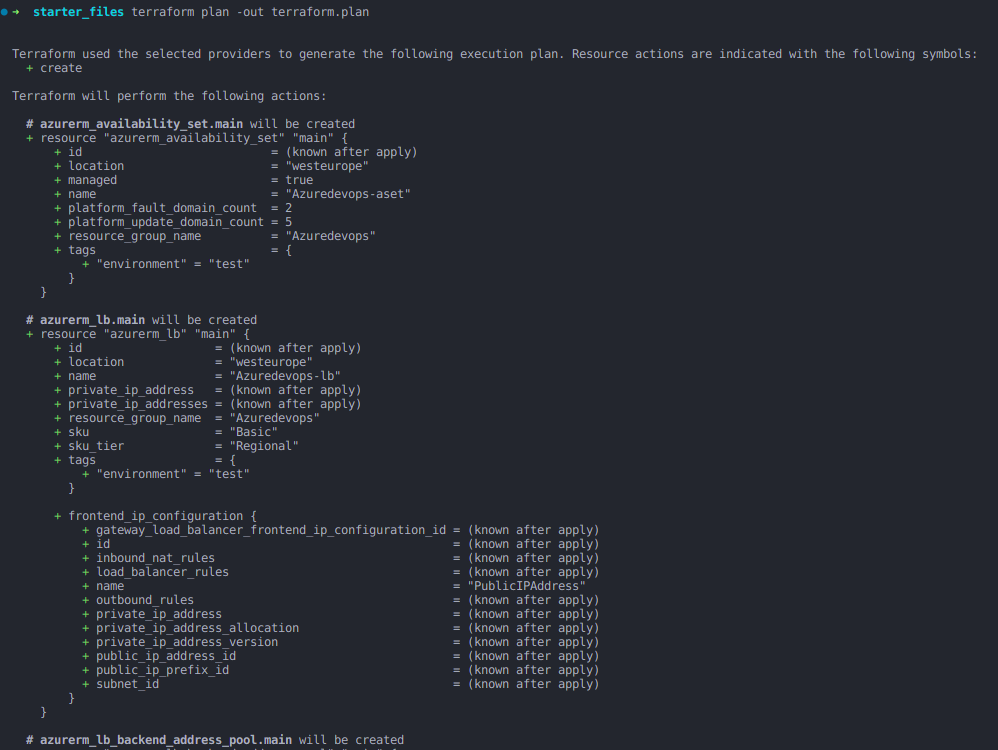 starter_files terraform plan -out terraform.plan
Terraform used the selected providers to generate the following execution plan. Resource actions are indicated with the following symbols:
+ create
Terraform will perform the following actions:
# azurerm_availability_set.main will be created
+ resource "azurerm_availability_set" "main" {
+ id = (known after apply)
+ location = "westeurope"
+ managed = true
+ name = "Azuredevops-aset"
+ platform_fault_domain_count = 2
+ platform_update_domain_count = 5
+ resource_group_name = "Azuredevops"
+ tags = {
+ "environment" = "test"
}
}
# azurerm_lb.main will be created
+ resource "azurerm_lb" "main" {
+ id = (known after apply)
+ location = "westeurope"
+ name = "Azuredevops-lb"
+ private_ip_address = (known after apply)
+ private_ip_addresses = (known after apply)
+ resource_group_name = "Azuredevops"
+ sku = "Basic"
+ sku_tier = "Regional"
+ tags = {
+ "environment" = "test"
}
+ frontend_ip_configuration {
+ gateway_load_balancer_frontend_ip_configuration_id = (known after apply)
+ id = (known after apply)
+ inbound_nat_rules = (known after apply)
+ load_balancer_rules = (known after apply)
+ name = "PublicIPAddress"
+ outbound_rules = (known after apply)
+ private_ip_address = (known after apply)
+ private_ip_address_allocation = (known after apply)
+ private_ip_address_version = (known after apply)
+ public_ip_address_id = (known after apply)
+ public_ip_prefix_id = (known after apply)
+ subnet_id = (known after apply)
}
}
# azurerm_lb_backend_address_pool.main will be created